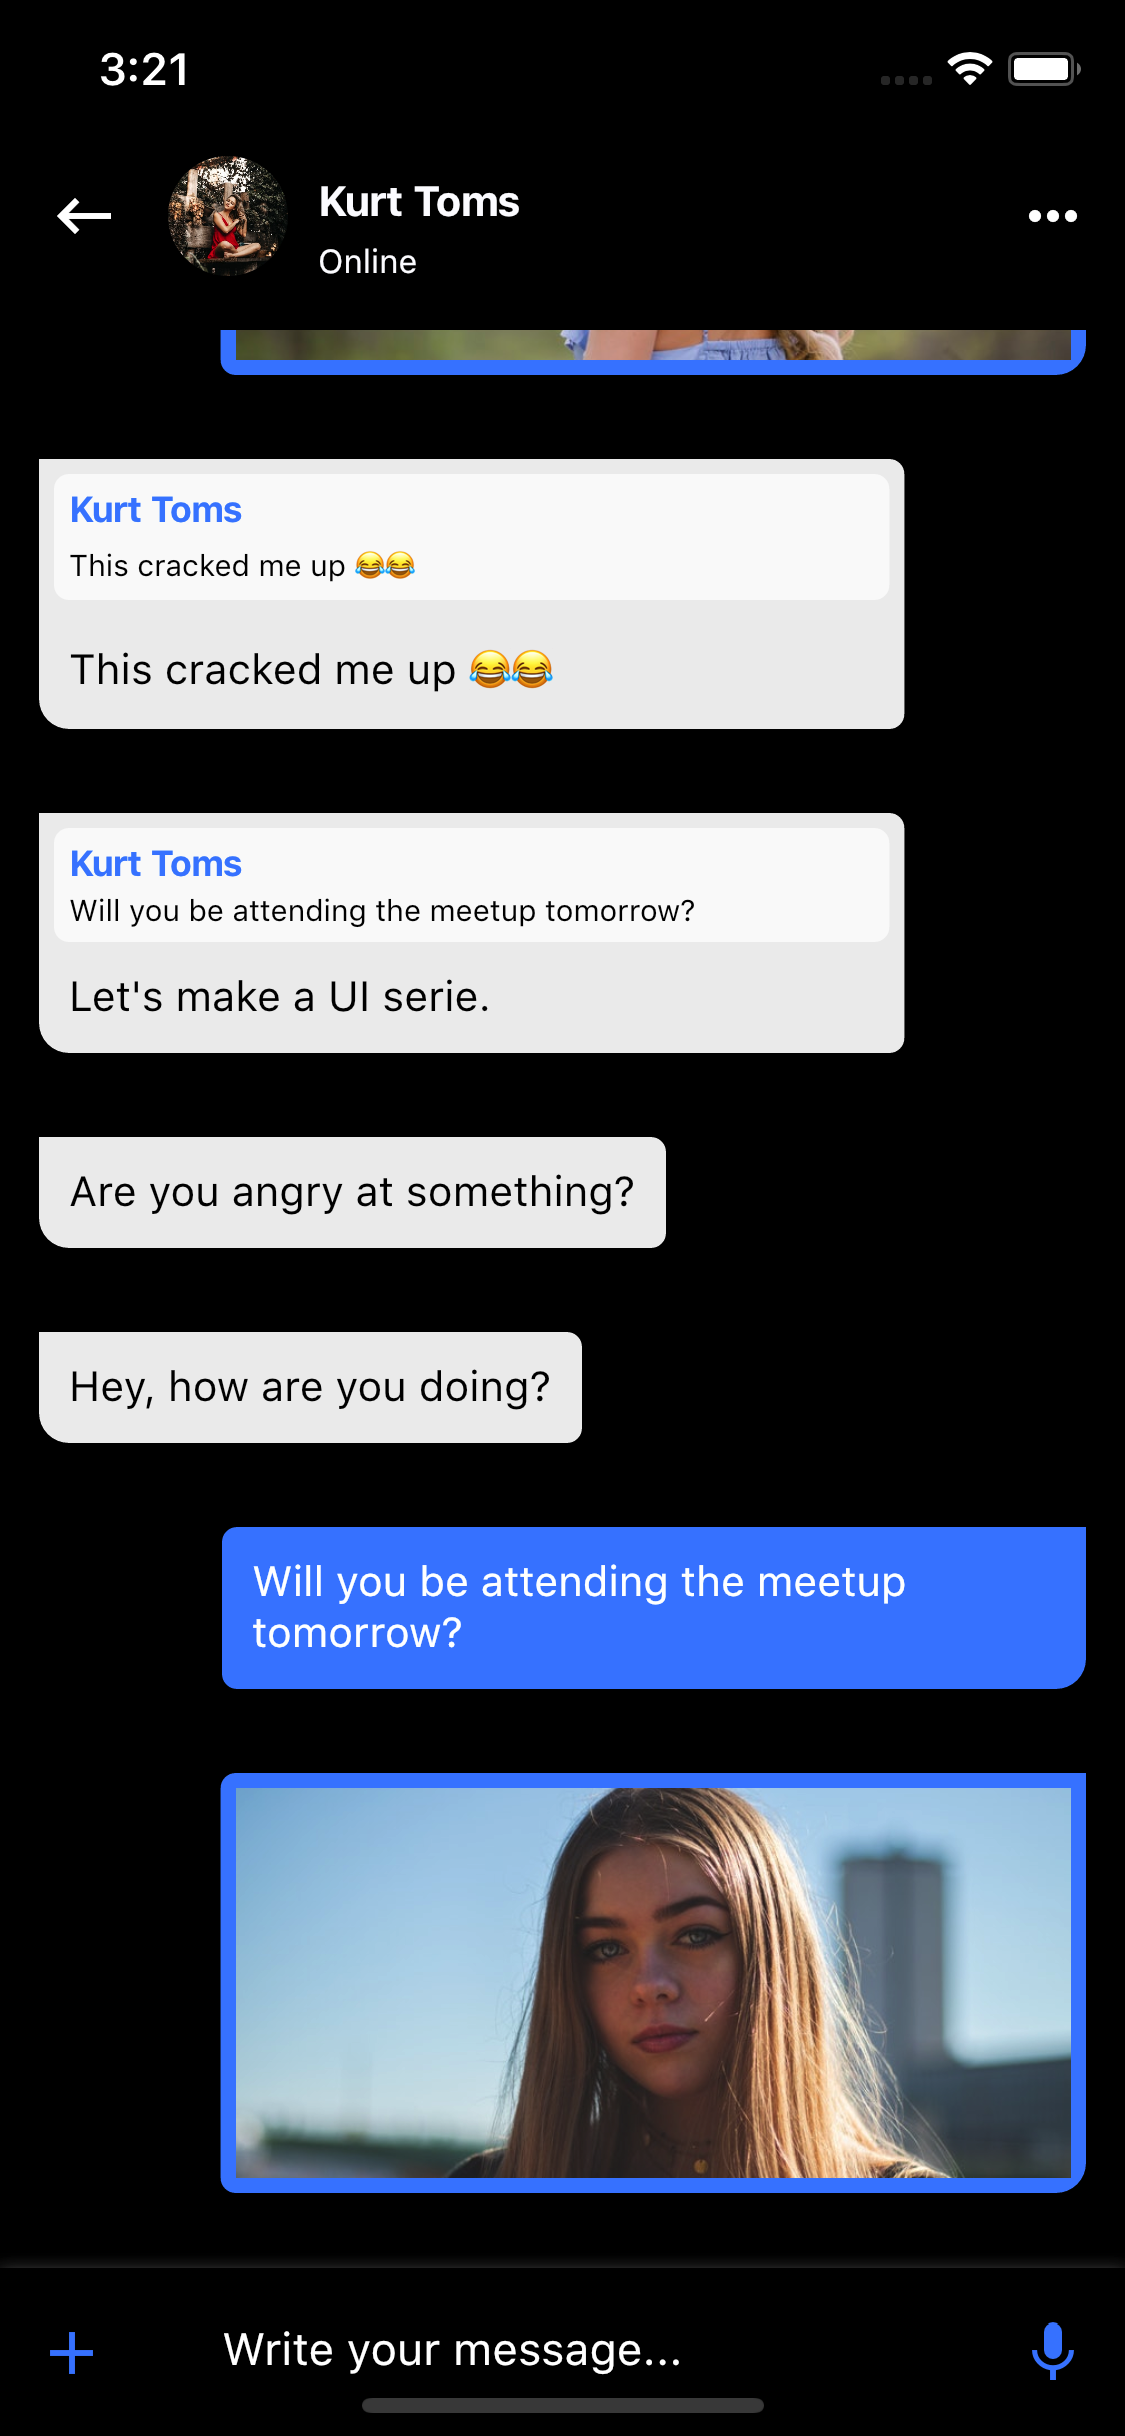 3:21
Kurt Toms
Online
Kurt Toms
This cracked me up 😂😂
This cracked me up 😂😂
Kurt Toms
Will you be attending the meetup tomorrow?
Let's make a UI serie.
Are you angry at something?
Hey, how are you doing?
Will you be attending the meetup
tomorrow?
Write your message...